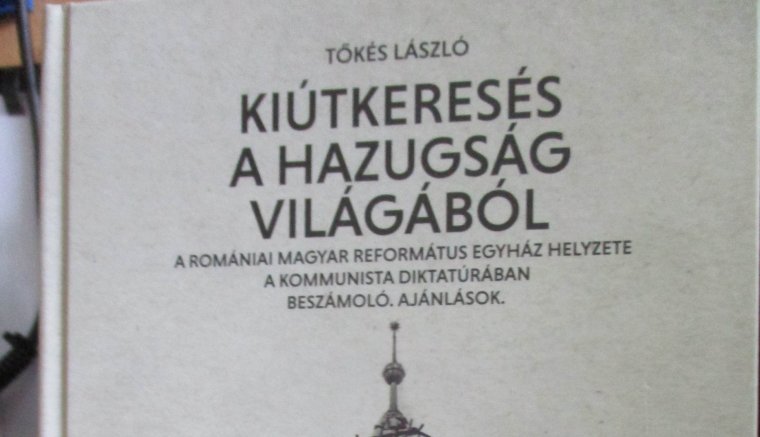 TŐKÉS LÁSZLÓ
KIÚTKERESÉS
A HAZUGSÁG
VILÁGÁBÓL
A ROMÁNIAI MAGYAR REFORMÁTUS EGYHÁZ HELYZETE
A KOMMUNISTA DIKTATÚRÁBAN
BESZÁMOLÓ. AJÁNLÁSOK.